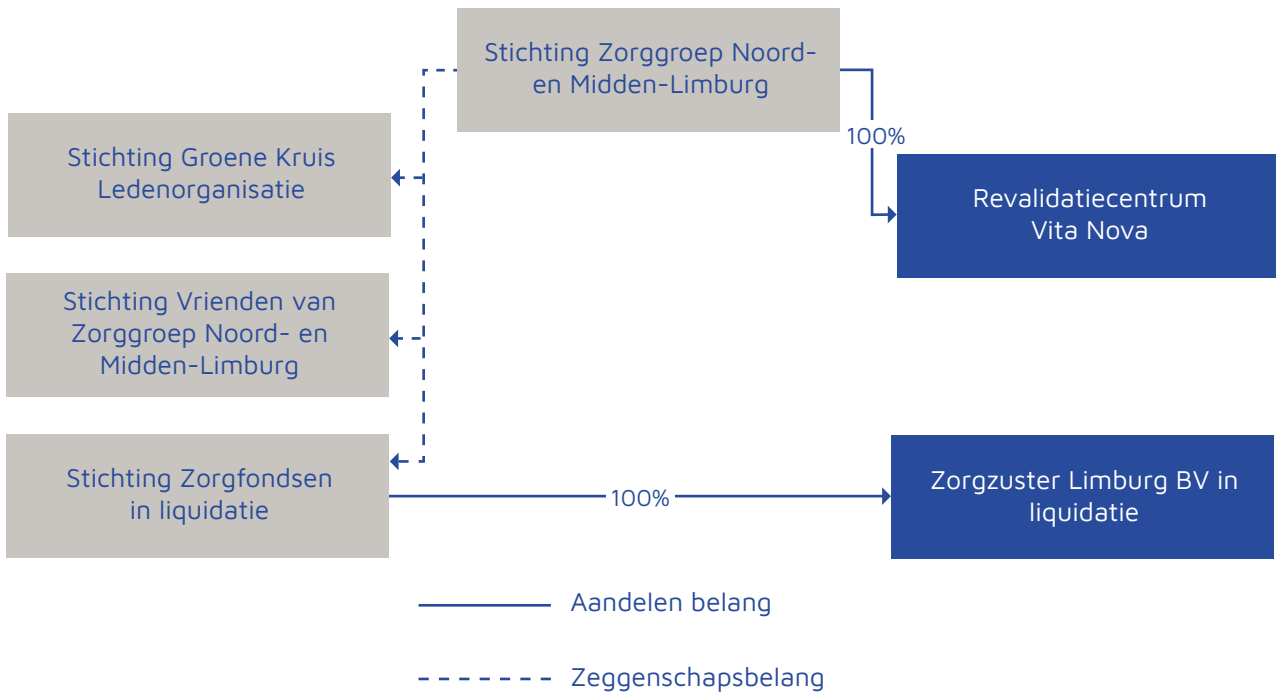 Stichting Zorggroep Noord-
en Midden-Limburg
100%
Stichting Groene Kruis
Ledenorganisatie
Revalidatiecentrum
Vita Nova
Stichting Vrienden van
Zorggroep Noord- en
Midden-Limburg
Stichting Zorgfondsen
in liquidatie
100%
Zorgzuster Limburg BV in
liquidatie
Aandelen belang
Zeggenschapsbelang